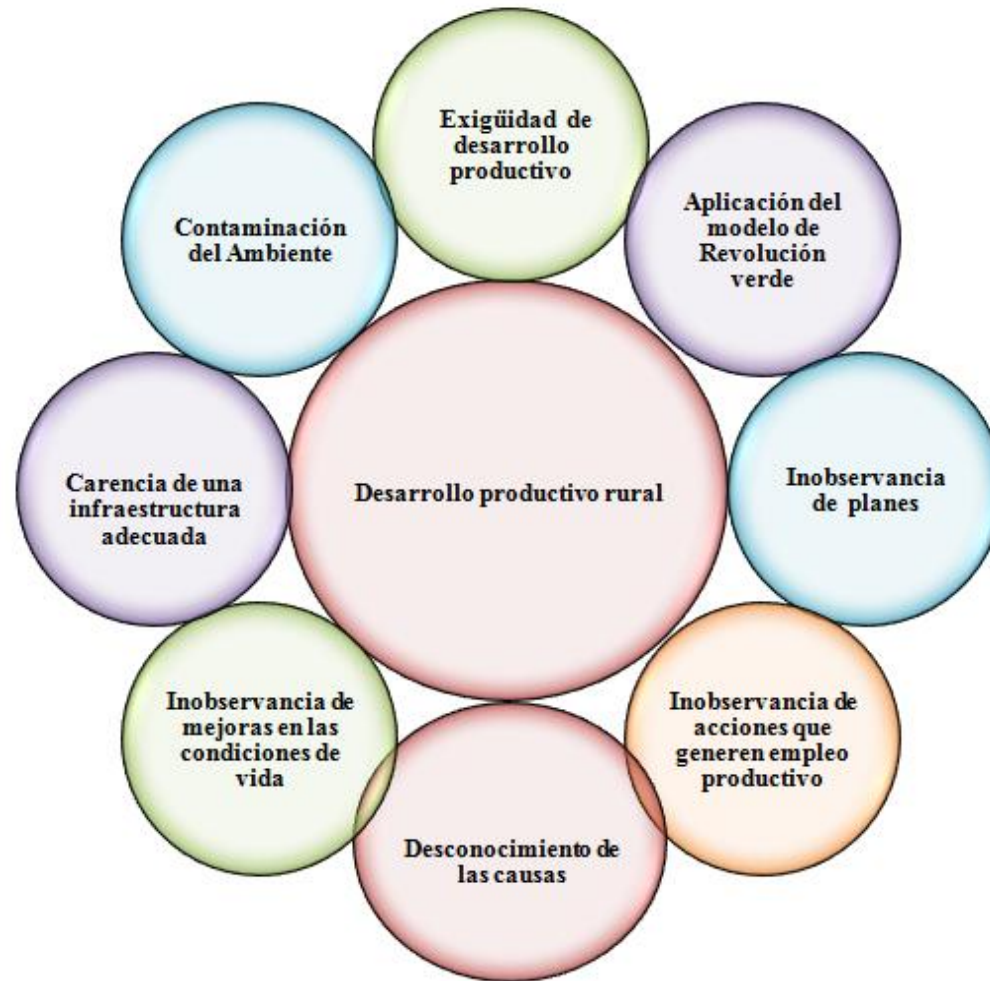 Exigüidad de
desarrollo
productivo
Aplicación del
modelo de
Revolución
verde
Inobservancia
de planes
Inobservancia de
acciones que
generen empleo
productivo
Desconocimiento de
las causas
Inobservancia de
mejoras en las
condiciones de
vida
Carencia de una
infraestructura
adecuada
Contaminación
del Ambiente
Desarrollo productivo rural